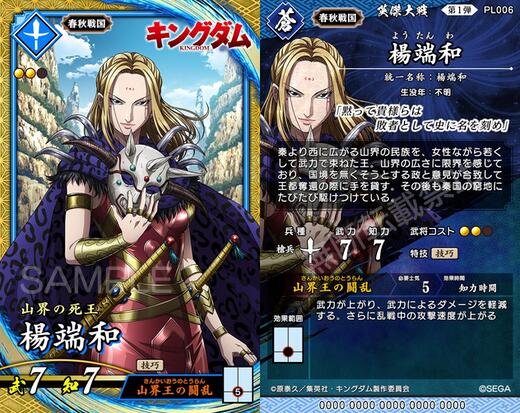 春秋戦国
キングダム
KINGDOM
SAMPLE
山界の死王
楊端和
技巧
武7 知7
さんかいおうのとうらん
山界王の闘乱
5
蒼
春秋戦国
英傑大戦
第1弾
PL006
よう たん わ
楊端和
統一名称：楊端和
生没年：不明
「黙って貴様らは
敗者として史に名を刻め」
秦より西に広がる山界の民族を、女性ながら若く
して武力で束ねた王。山界の広さに限界を感じて
おり、国境を無くそうとする政と意見が合致して
王都奪還の際に手を貸す。その後も秦国の窮地に
たびたび駆けつけている。
兵種 武力 知力 武将コスト
槍兵 7 7 特技 技巧
さんかいおうのとうらん 必要士気 効果時間
山界王の闘乱 5 知力時間
効果範囲
武力が上がり、武力によるダメージを軽減
する。さらに乱戦中の攻撃速度が上がる
©原泰久／集英社・キングダム製作委員会
©SEGA
0000 0000 0000 0000 0000